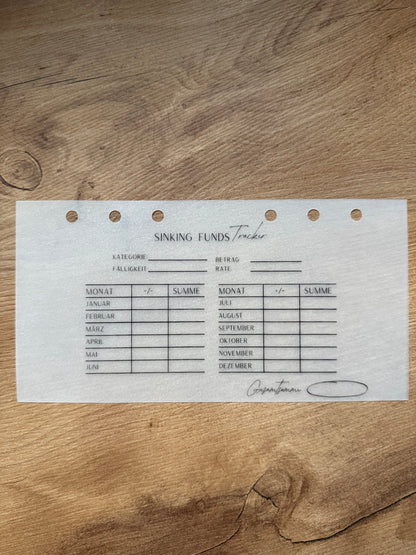 SINKING FUNDS Tracker
KATEGORIE: BETRAG:
FÄLLIGKEIT: RATE:
MONAT -/- SUMME MONAT -/- SUMME
JANUAR JULI
FEBRUAR AUGUST
MÄRZ SEPTEMBER
APRIL OKTOBER
MAI NOVEMBER
JUNI DEZEMBER
Gesamtsumme